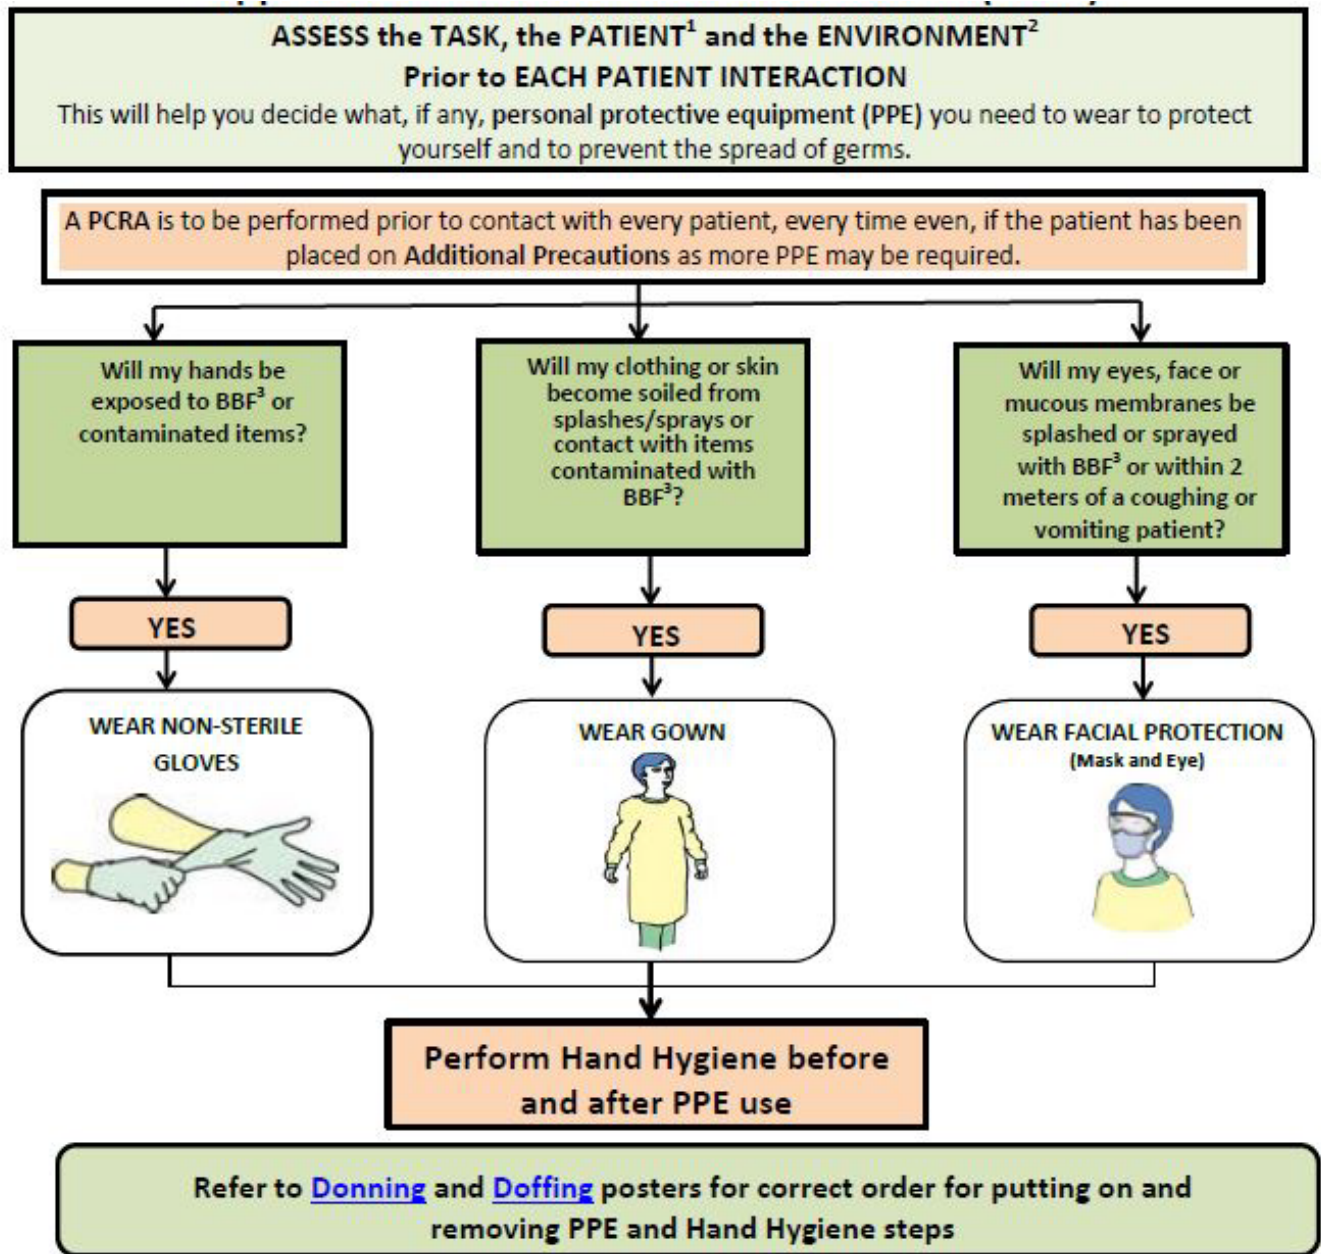 ASSESS the TASK, the PATIENT¹ and the ENVIRONMENT²
Prior to EACH PATIENT INTERACTION
This will help you decide what, if any, personal protective equipment (PPE) you need to wear to protect
yourself and to prevent the spread of germs.
A PCRA is to be performed prior to contact with every patient, every time even, if the patient has been
placed on Additional Precautions as more PPE may be required.
Will my hands be
exposed to BBF³ or
contaminated items?
Will my clothing or skin
become soiled from
splashes/sprays or
contact with items
contaminated with
BBF³?
Will my eyes, face or
mucous membranes be
splashed or sprayed
with BBF³ or within 2
meters of a coughing or
vomiting patient?
YES
YES
YES
WEAR NON-STERILE
GLOVES
WEAR GOWN
WEAR FACIAL PROTECTION
(Mask and Eye)
Perform Hand Hygiene before
and after PPE use
Refer to Donning and Doffing posters for correct order for putting on and
removing PPE and Hand Hygiene steps